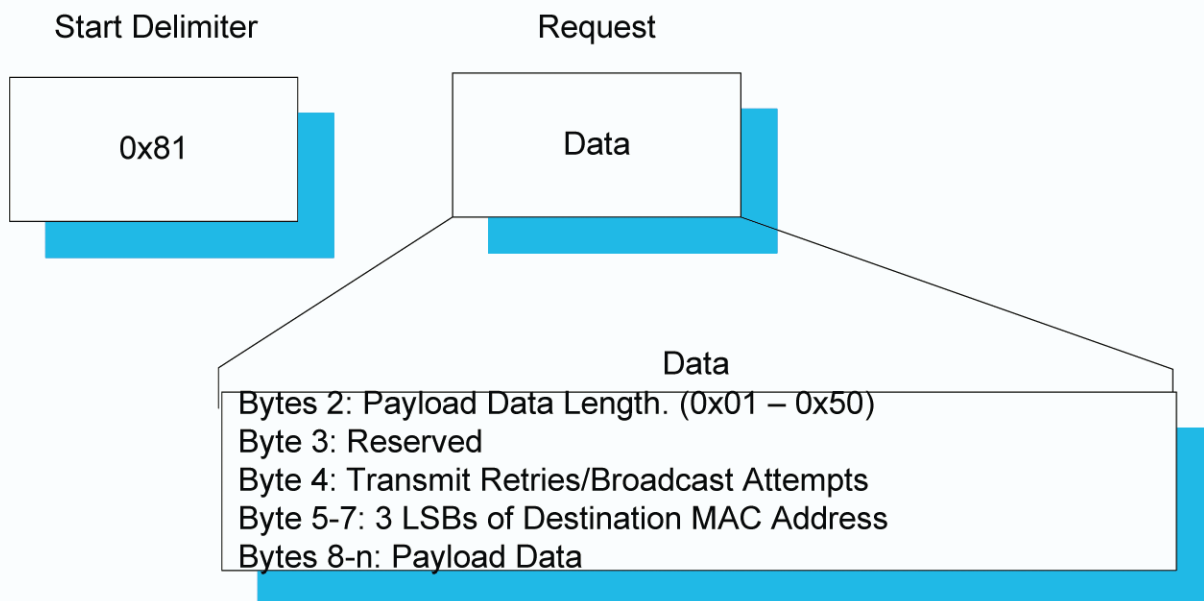 Start Delimiter
Request
0x81
Data
Data
Bytes 2: Payload Data Length. (0x01 – 0x50)
Byte 3: Reserved
Byte 4: Transmit Retries/Broadcast Attempts
Byte 5-7: 3 LSBs of Destination MAC Address
Bytes 8-n: Payload Data